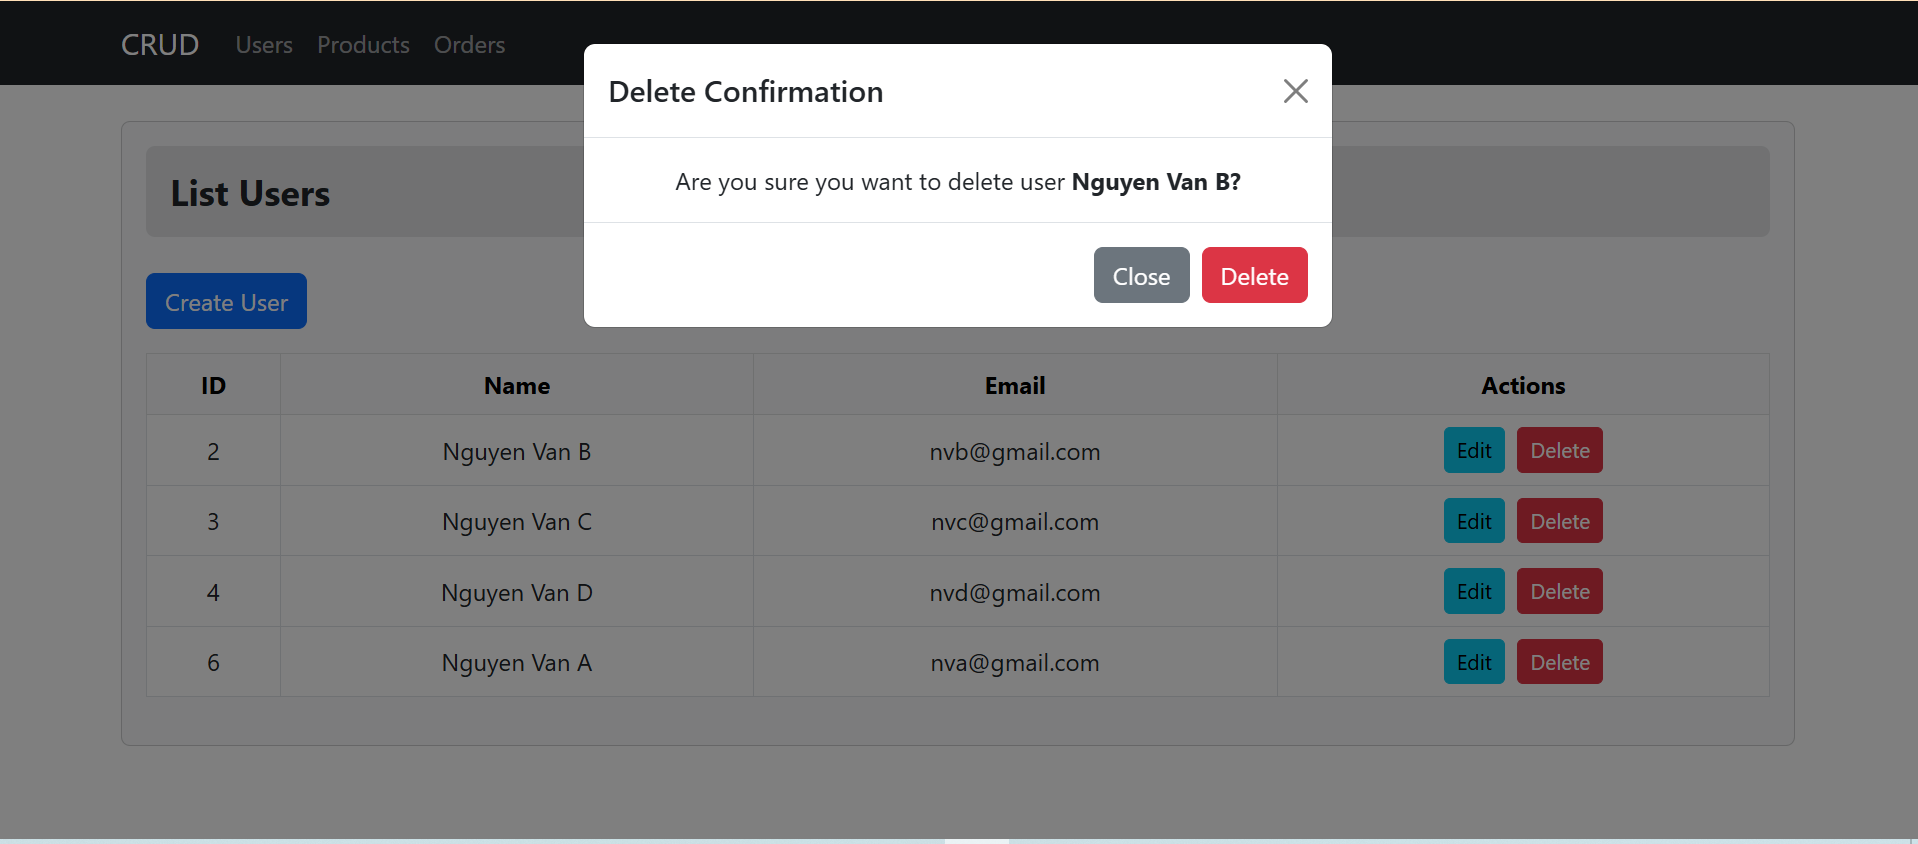 CRUD Users Products Orders
Delete Confirmation
Are you sure you want to delete user Nguyen Van B?
Close Delete
List Users
Create User
ID Name Email Actions
2 Nguyen Van B nvb@gmail.com Edit Delete
3 Nguyen Van C nvc@gmail.com Edit Delete
4 Nguyen Van D nvd@gmail.com Edit Delete
6 Nguyen Van A nva@gmail.com Edit Delete